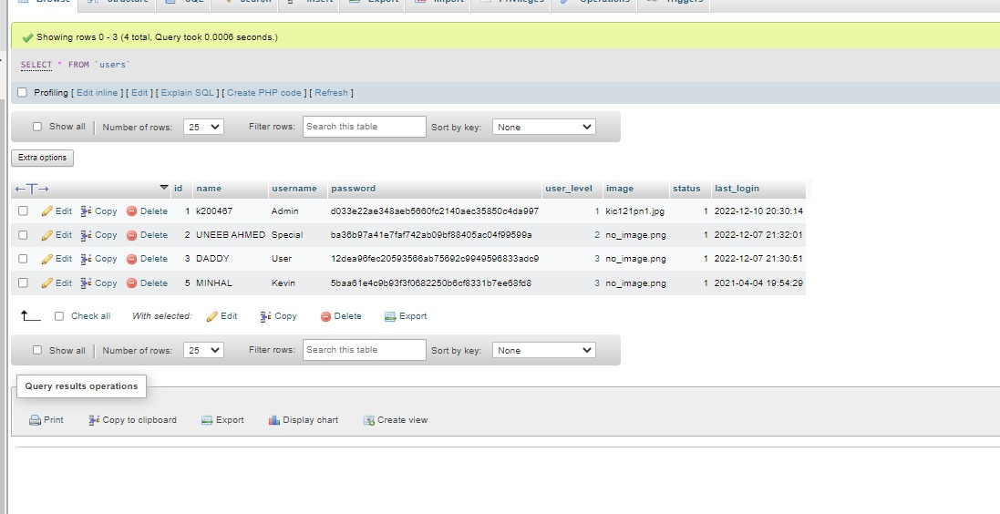 Browse Structure SQL Search Insert Export Import Privileges Operations Triggers
Showing rows 0 - 3 (4 total, Query took 0.0006 seconds.)
SELECT * FROM `users`
Profiling [ Edit inline ] [ Edit ] [ Explain SQL ] [ Create PHP code ] [ Refresh ]
Show all | Number of rows: 25 Filter rows: Search this table Sort by key: None
Extra options
←T→ id name username password user_level image status last_login
Edit Copy Delete 1 k200467 Admin d033e22ae348aeb5660fc2140aec35850c4da997 1 kic121pn1.jpg 1 2022-12-10 20:30:14
Edit Copy Delete 2 UNEEB AHMED Special ba36b97a41e7faf742ab09bf88405ac04f99599a 2 no_image.png 1 2022-12-07 21:32:01
Edit Copy Delete 3 DADDY User 12dea96fec20593566ab75692c9949596833adc9 3 no_image.png 1 2022-12-07 21:30:51
Edit Copy Delete 5 MINHAL Kevin 5baa61e4c9b93f3f0682250b6cf8331b7ee68fd8 3 no_image.png 1 2021-04-04 19:54:29
Check all With selected: Edit Copy Delete Export
Show all | Number of rows: 25 Filter rows: Search this table Sort by key: None
Query results operations
Print Copy to clipboard Export Display chart Create view